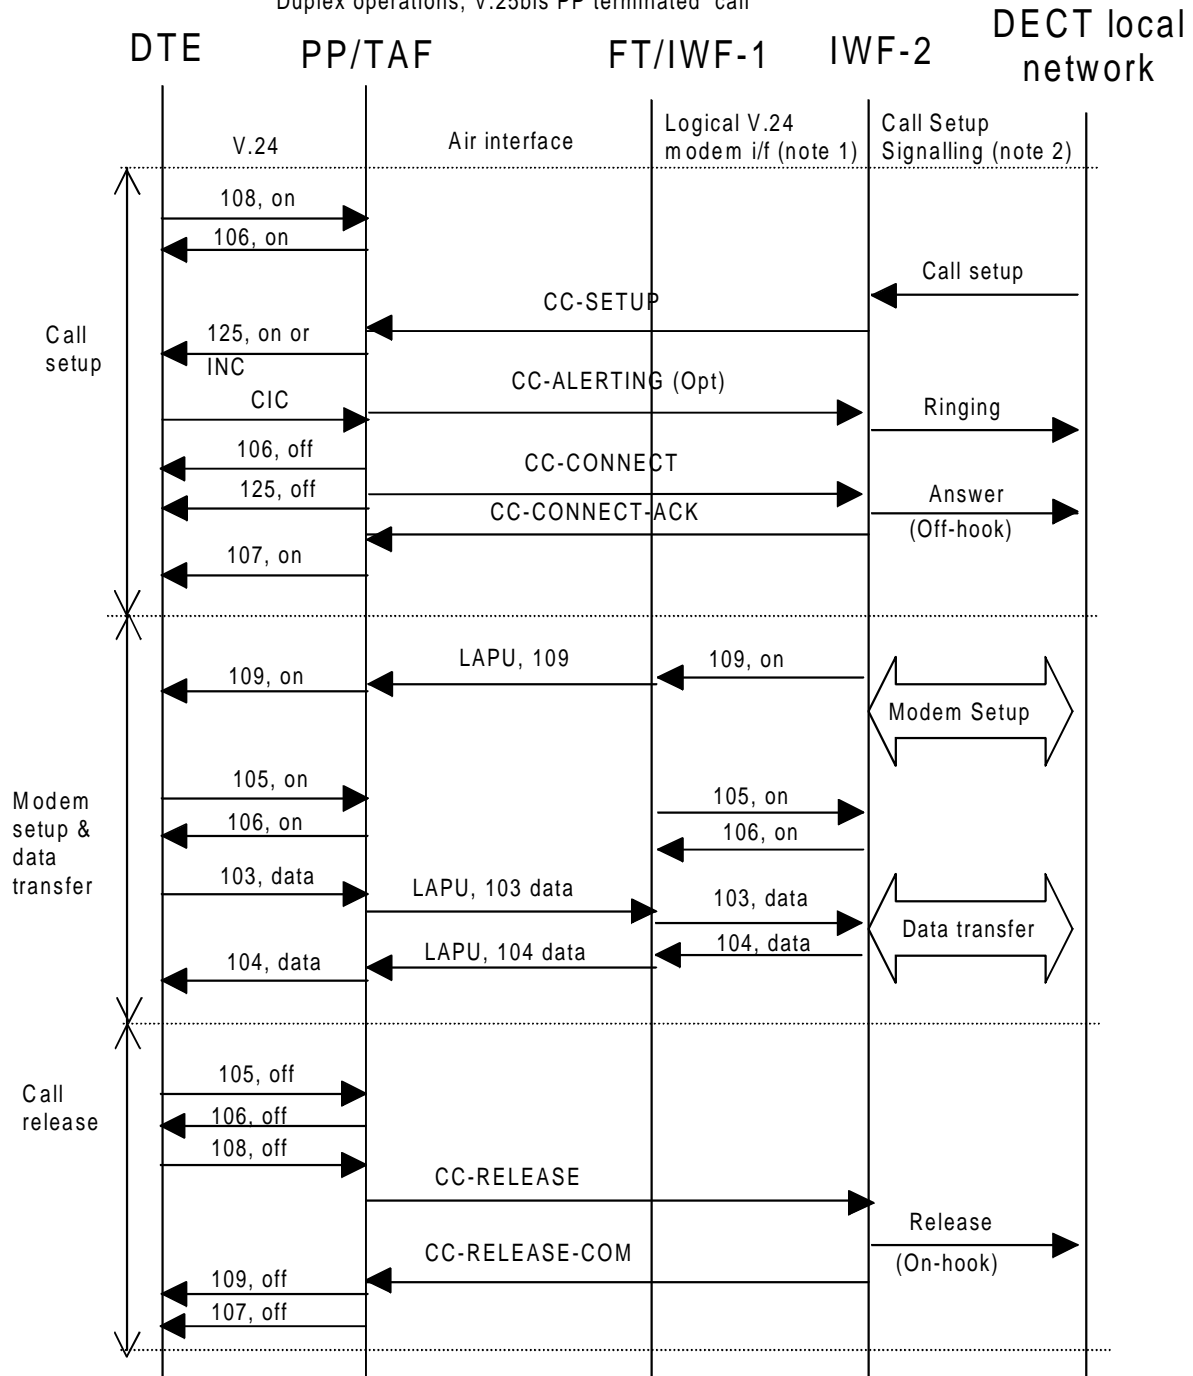 Duplex operations, V.25bis PP terminated call
DTE
PP/TAF
FT/IWF-1
IWF-2
DECT local
network
V.24
Air interface
Logical V.24
modem i/f (note 1)
Call Setup
Signalling (note 2)
108, on
106, on
Call setup
CC-SETUP
Call
setup
125, on or
INC
CC-ALERTING (Opt)
CIC
Ringing
106, off
CC-CONNECT
125, off
Answer
CC-CONNECT-ACK
(Off-hook)
107, on
LAPU, 109
109, on
109, on
Modem Setup
105, on
105, on
Modem
setup &
data
transfer
106, on
106, on
103, data
LAPU, 103 data
103, data
Data transfer
104, data
LAPU, 104 data
104, data
Call
release
105, off
106, off
108, off
CC-RELEASE
Release
(On-hook)
CC-RELEASE-COM
109, off
107, off